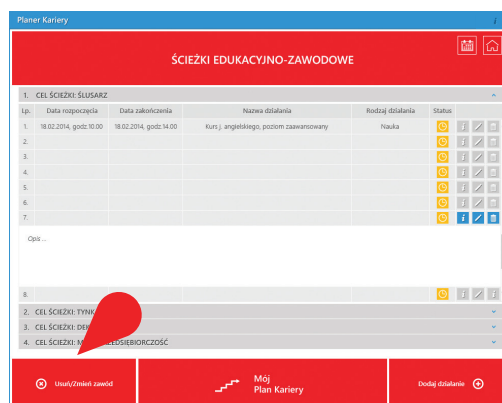 Planer Kariery
ŚCIEŻKI EDUKACYJNO-ZAWODOWE
1. CEL ŚCIEŻKI: ŚLUSARZ
Lp. Data rozpoczęcia Data zakończenia Nazwa działania Rodzaj działania Status
1. 18.02.2014, godz.10.00 18.02.2014, godz.14.00 Kurs j. angielskiego, poziom zaawansowany Nauka
2.
3.
4.
5.
6.
7.
Opis ...
8.
2. CEL ŚCIEŻKI: TYNK
3. CEL ŚCIEŻKI:
4. CEL ŚCIEŻKI: EDSIĘBIORCZOŚĆ
Usuń/Zmień zawód
Mój
Plan Kariery
Dodaj działanie